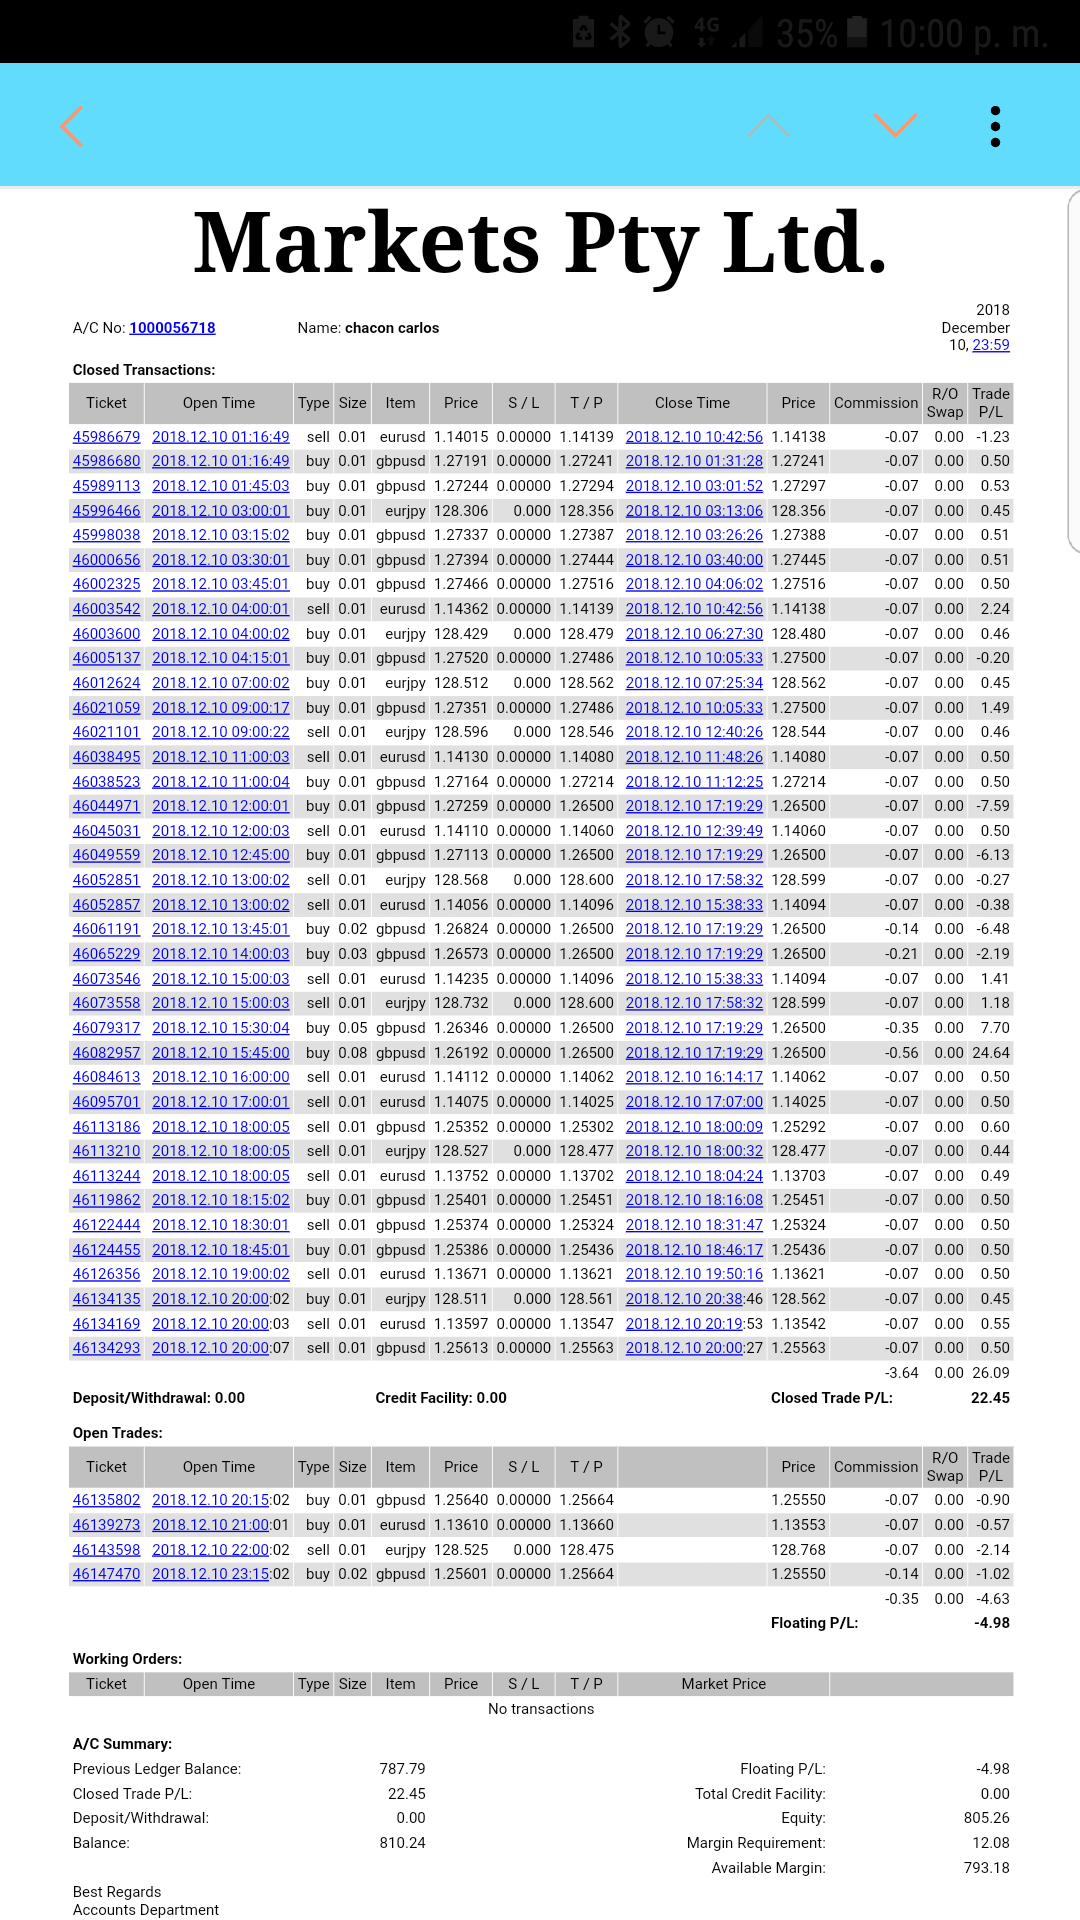 4G 35% 10:00 p. m.
Markets Pty Ltd.
A/C No: 1000056718 Name: chacon carlos 2018 December 10, 23:59
Closed Transactions:
Ticket Open Time Type Size Item Price S / L T / P Close Time Price Commission R/O Swap Trade P/L
45986679 2018.12.10 01:16:49 sell 0.01 eurusd 1.14015 0.00000 1.14139 2018.12.10 10:42:56 1.14138 -0.07 0.00 -1.23
45986680 2018.12.10 01:16:49 buy 0.01 gbpusd 1.27191 0.00000 1.27241 2018.12.10 01:31:28 1.27241 -0.07 0.00 0.50
45989113 2018.12.10 01:45:03 buy 0.01 gbpusd 1.27244 0.00000 1.27294 2018.12.10 03:01:52 1.27297 -0.07 0.00 0.53
45996466 2018.12.10 03:00:01 buy 0.01 eurjpy 128.306 0.000 128.356 2018.12.10 03:13:06 128.356 -0.07 0.00 0.45
45998038 2018.12.10 03:15:02 buy 0.01 gbpusd 1.27337 0.00000 1.27387 2018.12.10 03:26:26 1.27388 -0.07 0.00 0.51
46000656 2018.12.10 03:30:01 buy 0.01 gbpusd 1.27394 0.00000 1.27444 2018.12.10 03:40:00 1.27445 -0.07 0.00 0.51
46002325 2018.12.10 03:45:01 buy 0.01 gbpusd 1.27466 0.00000 1.27516 2018.12.10 04:06:02 1.27516 -0.07 0.00 0.50
46003542 2018.12.10 04:00:01 sell 0.01 eurusd 1.14362 0.00000 1.14139 2018.12.10 10:42:56 1.14138 -0.07 0.00 2.24
46003600 2018.12.10 04:00:02 buy 0.01 eurjpy 128.429 0.000 128.479 2018.12.10 06:27:30 128.480 -0.07 0.00 0.46
46005137 2018.12.10 04:15:01 buy 0.01 gbpusd 1.27520 0.00000 1.27486 2018.12.10 10:05:33 1.27500 -0.07 0.00 -0.20
46012624 2018.12.10 07:00:02 buy 0.01 eurjpy 128.512 0.000 128.562 2018.12.10 07:25:34 128.562 -0.07 0.00 0.45
46021059 2018.12.10 09:00:17 buy 0.01 gbpusd 1.27351 0.00000 1.27486 2018.12.10 10:05:33 1.27500 -0.07 0.00 1.49
46021101 2018.12.10 09:00:22 sell 0.01 eurjpy 128.596 0.000 128.546 2018.12.10 12:40:26 128.544 -0.07 0.00 0.46
46038495 2018.12.10 11:00:03 sell 0.01 eurusd 1.14130 0.00000 1.14080 2018.12.10 11:48:26 1.14080 -0.07 0.00 0.50
46038523 2018.12.10 11:00:04 buy 0.01 gbpusd 1.27164 0.00000 1.27214 2018.12.10 11:12:25 1.27214 -0.07 0.00 0.50
46044971 2018.12.10 12:00:01 buy 0.01 gbpusd 1.27259 0.00000 1.26500 2018.12.10 17:19:29 1.26500 -0.07 0.00 -7.59
46045031 2018.12.10 12:00:03 sell 0.01 eurusd 1.14110 0.00000 1.14060 2018.12.10 12:39:49 1.14060 -0.07 0.00 0.50
46049559 2018.12.10 12:45:00 buy 0.01 gbpusd 1.27113 0.00000 1.26500 2018.12.10 17:19:29 1.26500 -0.07 0.00 -6.13
46052851 2018.12.10 13:00:02 sell 0.01 eurjpy 128.568 0.000 128.600 2018.12.10 17:58:32 128.599 -0.07 0.00 -0.27
46052857 2018.12.10 13:00:02 sell 0.01 eurusd 1.14056 0.00000 1.14096 2018.12.10 15:38:33 1.14094 -0.07 0.00 -0.38
46061191 2018.12.10 13:45:01 buy 0.02 gbpusd 1.26824 0.00000 1.26500 2018.12.10 17:19:29 1.26500 -0.14 0.00 -6.48
46065229 2018.12.10 14:00:03 buy 0.03 gbpusd 1.26573 0.00000 1.26500 2018.12.10 17:19:29 1.26500 -0.21 0.00 -2.19
46073546 2018.12.10 15:00:03 sell 0.01 eurusd 1.14235 0.00000 1.14096 2018.12.10 15:38:33 1.14094 -0.07 0.00 1.41
46073558 2018.12.10 15:00:03 sell 0.01 eurjpy 128.732 0.000 128.600 2018.12.10 17:58:32 128.599 -0.07 0.00 1.18
46079317 2018.12.10 15:30:04 buy 0.05 gbpusd 1.26346 0.00000 1.26500 2018.12.10 17:19:29 1.26500 -0.35 0.00 7.70
46082957 2018.12.10 15:45:00 buy 0.08 gbpusd 1.26192 0.00000 1.26500 2018.12.10 17:19:29 1.26500 -0.56 0.00 24.64
46084613 2018.12.10 16:00:00 sell 0.01 eurusd 1.14112 0.00000 1.14062 2018.12.10 16:14:17 1.14062 -0.07 0.00 0.50
46095701 2018.12.10 17:00:01 sell 0.01 eurusd 1.14075 0.00000 1.14025 2018.12.10 17:07:00 1.14025 -0.07 0.00 0.50
46113186 2018.12.10 18:00:05 sell 0.01 gbpusd 1.25352 0.00000 1.25302 2018.12.10 18:00:09 1.25292 -0.07 0.00 0.60
46113210 2018.12.10 18:00:05 sell 0.01 eurjpy 128.527 0.000 128.477 2018.12.10 18:00:32 128.477 -0.07 0.00 0.44
46113244 2018.12.10 18:00:05 sell 0.01 eurusd 1.13752 0.00000 1.13702 2018.12.10 18:04:24 1.13703 -0.07 0.00 0.49
46119862 2018.12.10 18:15:02 buy 0.01 gbpusd 1.25401 0.00000 1.25451 2018.12.10 18:16:08 1.25451 -0.07 0.00 0.50
46122444 2018.12.10 18:30:01 sell 0.01 gbpusd 1.25374 0.00000 1.25324 2018.12.10 18:31:47 1.25324 -0.07 0.00 0.50
46124455 2018.12.10 18:45:01 buy 0.01 gbpusd 1.25386 0.00000 1.25436 2018.12.10 18:46:17 1.25436 -0.07 0.00 0.50
46126356 2018.12.10 19:00:02 sell 0.01 eurusd 1.13671 0.00000 1.13621 2018.12.10 19:50:16 1.13621 -0.07 0.00 0.50
46134135 2018.12.10 20:00:02 buy 0.01 eurjpy 128.511 0.000 128.561 2018.12.10 20:38:46 128.562 -0.07 0.00 0.45
46134169 2018.12.10 20:00:03 sell 0.01 eurusd 1.13597 0.00000 1.13547 2018.12.10 20:19:53 1.13542 -0.07 0.00 0.55
46134293 2018.12.10 20:00:07 sell 0.01 gbpusd 1.25613 0.00000 1.25563 2018.12.10 20:00:27 1.25563 -0.07 0.00 0.50
-3.64 0.00 26.09
Deposit/Withdrawal: 0.00 Credit Facility: 0.00 Closed Trade P/L: 22.45
Open Trades:
Ticket Open Time Type Size Item Price S / L T / P Price Commission R/O Swap Trade P/L
46135802 2018.12.10 20:15:02 buy 0.01 gbpusd 1.25640 0.00000 1.25664 1.25550 -0.07 0.00 -0.90
46139273 2018.12.10 21:00:01 buy 0.01 eurusd 1.13610 0.00000 1.13660 1.13553 -0.07 0.00 -0.57
46143598 2018.12.10 22:00:02 sell 0.01 eurjpy 128.525 0.000 128.475 128.768 -0.07 0.00 -2.14
46147470 2018.12.10 23:15:02 buy 0.02 gbpusd 1.25601 0.00000 1.25664 1.25550 -0.14 0.00 -1.02
-0.35 0.00 -4.63
Floating P/L: -4.98
Working Orders:
Ticket Open Time Type Size Item Price S / L T / P Market Price
No transactions
A/C Summary:
Previous Ledger Balance: 787.79 Floating P/L: -4.98
Closed Trade P/L: 22.45 Total Credit Facility: 0.00
Deposit/Withdrawal: 0.00 Equity: 805.26
Balance: 810.24 Margin Requirement: 12.08
Available Margin: 793.18
Best Regards
Accounts Department